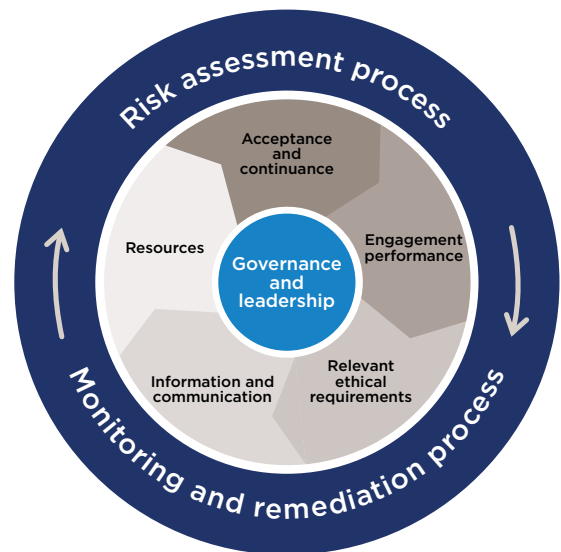 Risk assessment process
Acceptance
and
continuance
Resources
Engagement
performance
Governance
and
leadership
Information and
communication
Relevant
ethical
requirements
Monitoring and remediation process